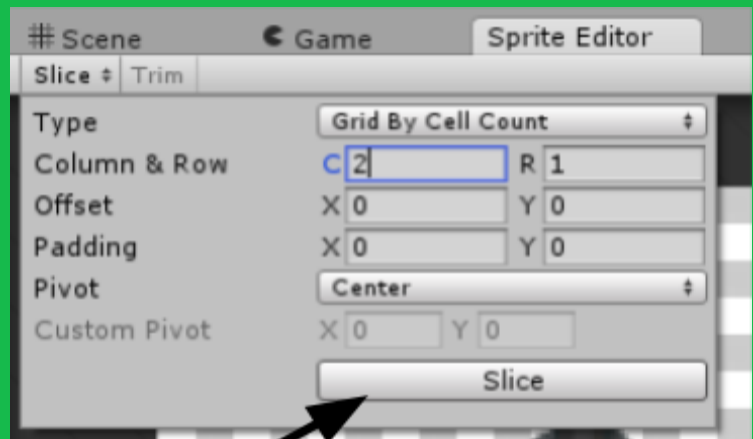 Scene Game Sprite Editor
Slice Trim
Type Grid By Cell Count
Column & Row C 2 R 1
Offset X 0 Y 0
Padding X 0 Y 0
Pivot Center
Custom Pivot X 0 Y 0
Slice